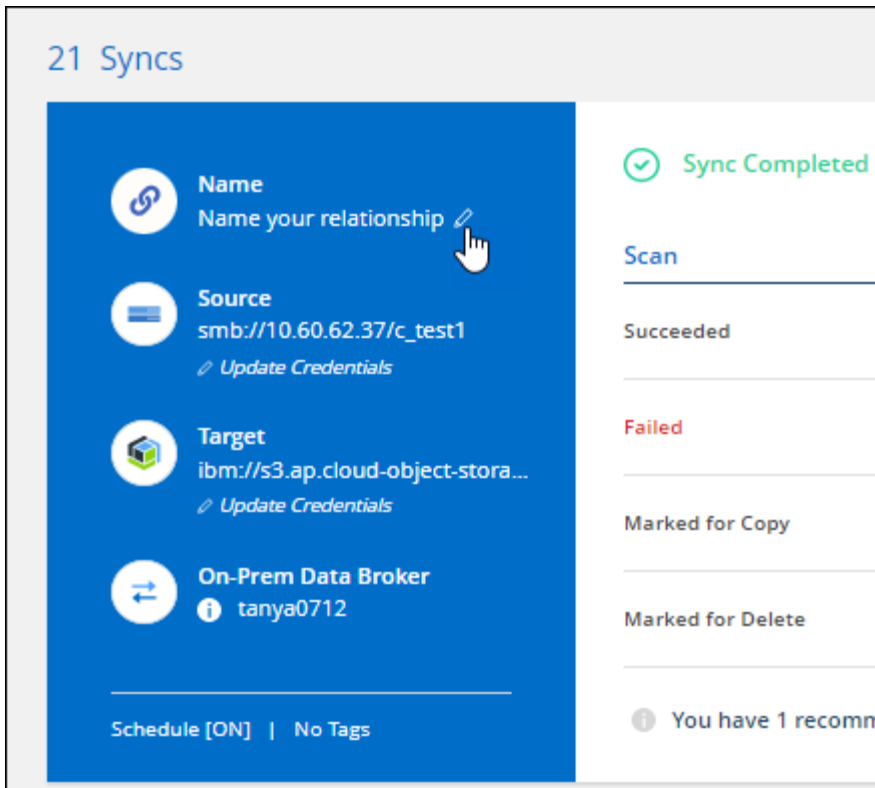 21 Syncs
Name
Name your relationship
Source
smb://10.60.62.37/c_test1
Update Credentials
Target
ibm://s3.ap.cloud-object-stora...
Update Credentials
On-Prem Data Broker
tanya0712
Schedule [ON] | No Tags
Sync Completed
Scan
Succeeded
Failed
Marked for Copy
Marked for Delete
You have 1